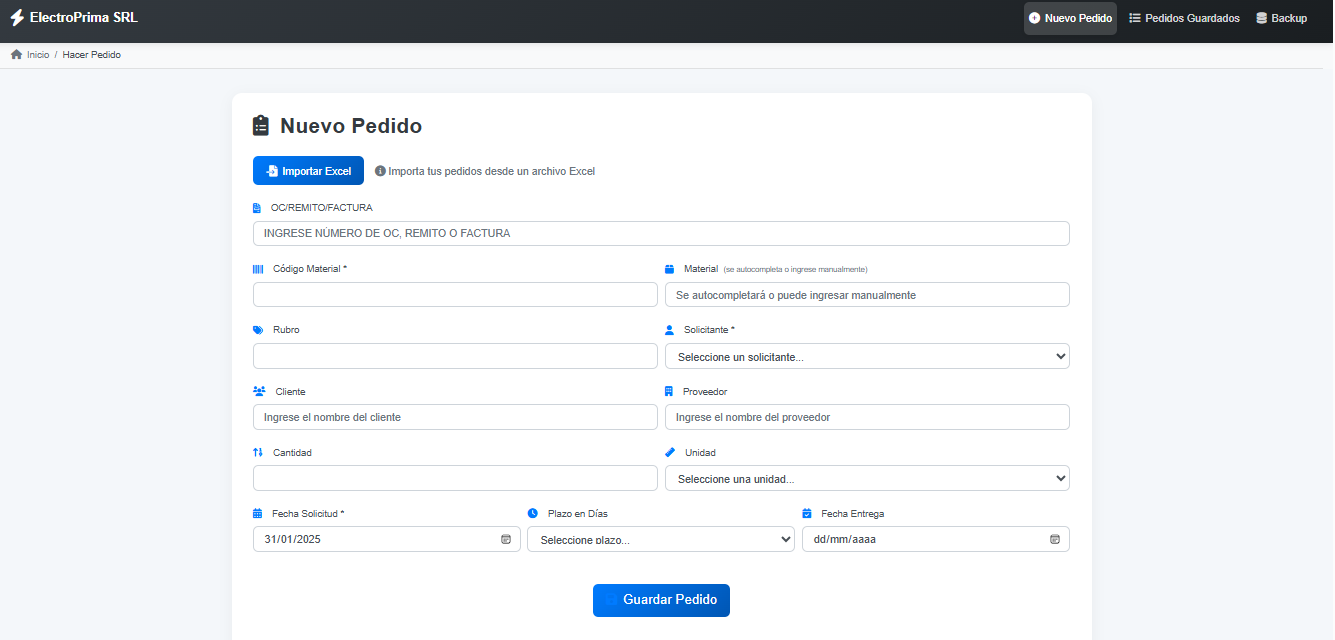 ElectroPrima SRL
Nuevo Pedido
Pedidos Guardados
Backup
Inicio / Hacer Pedido
Nuevo Pedido
Importar Excel
Importa tus pedidos desde un archivo Excel
OC/REMITO/FACTURA
INGRESE NÚMERO DE OC, REMITO O FACTURA
Código Material *
Material (se autocompleta o ingrese manualmente)
Se autocompletará o puede ingresar manualmente
Rubro
Solicitante *
Seleccione un solicitante...
Cliente
Proveedor
Ingrese el nombre del cliente
Ingrese el nombre del proveedor
Cantidad
Unidad
Seleccione una unidad...
Fecha Solicitud *
Plazo en Días
Fecha Entrega
31/01/2025
Seleccione plazo...
dd/mm/aaaa
Guardar Pedido